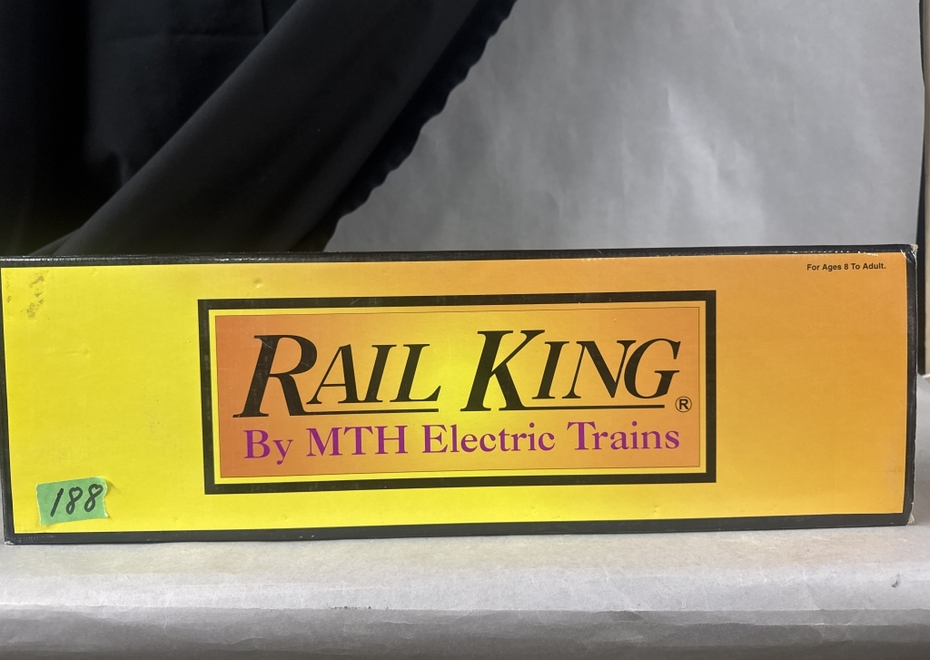 For Ages 8 To Adult.
RAIL KING®
By MTH Electric Trains
188